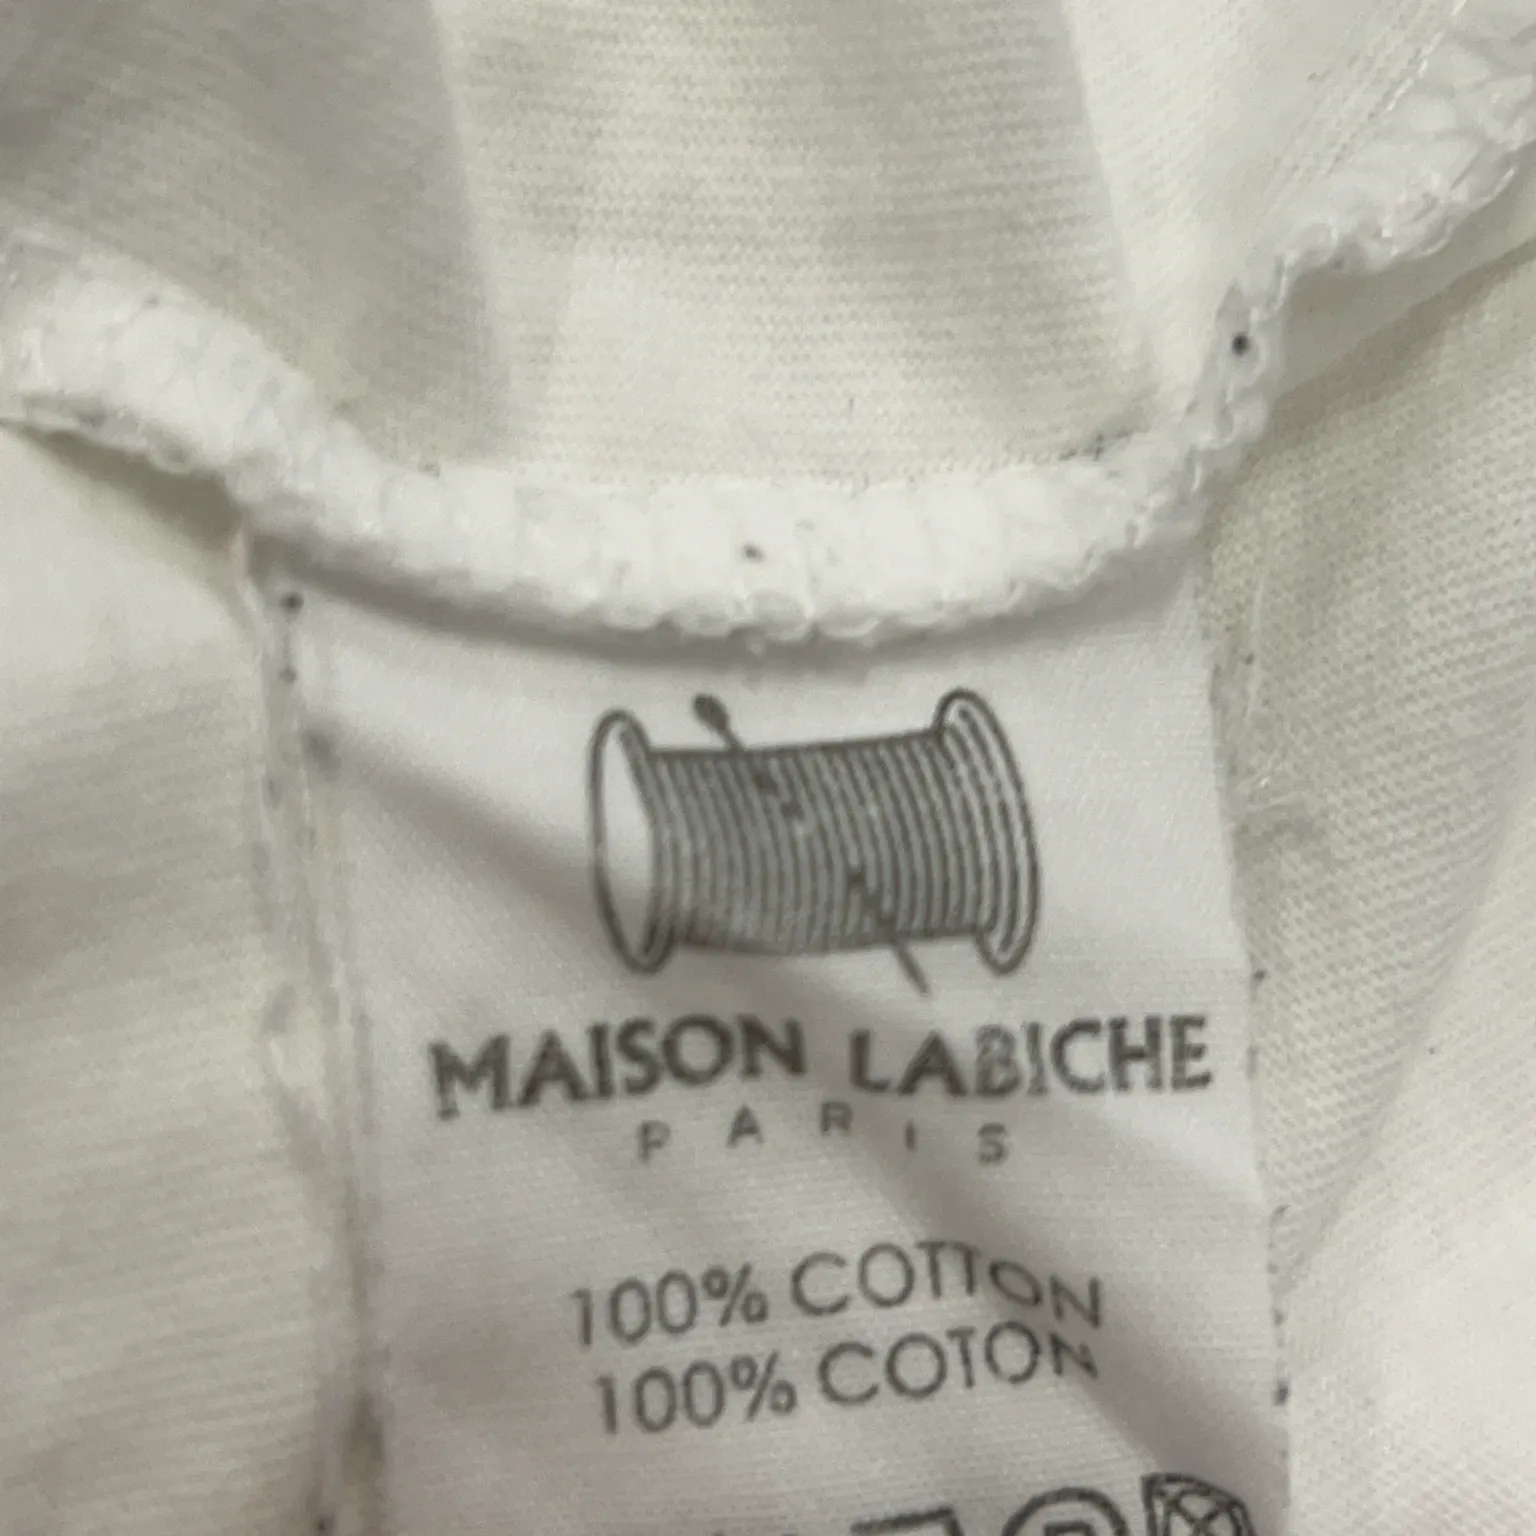 MAISON LABICHE
PARIS
100% COTTON
100% COTON